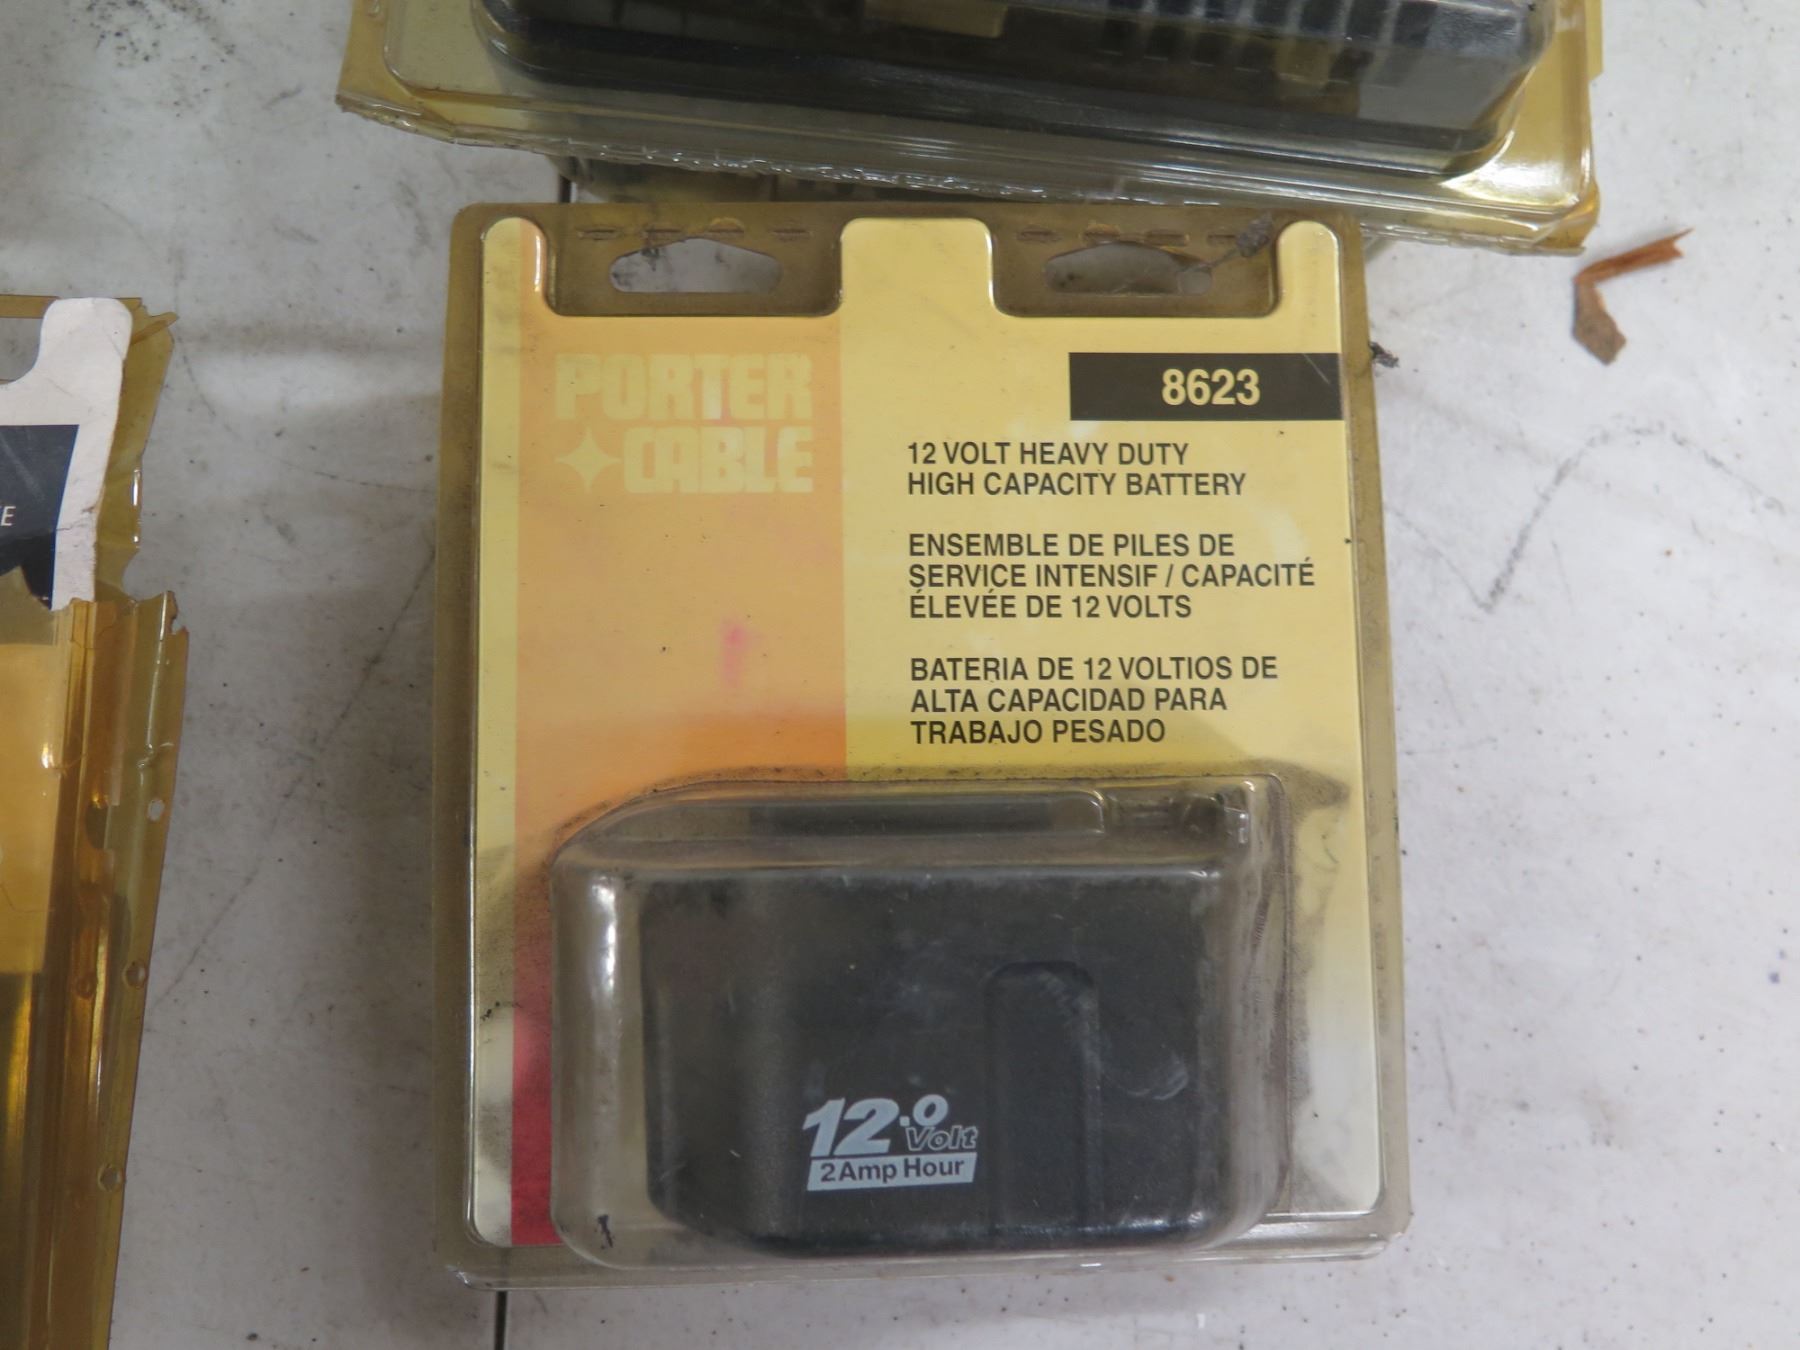 PORTER
CABLE
8623
12 VOLT HEAVY DUTY
HIGH CAPACITY BATTERY
ENSEMBLE DE PILES DE
SERVICE INTENSIF / CAPACITÉ
ÉLEVÉE DE 12 VOLTS
BATERIA DE 12 VOLTIOS DE
ALTA CAPACIDAD PARA
TRABAJO PESADO
12.0
Volt
2 Amp Hour